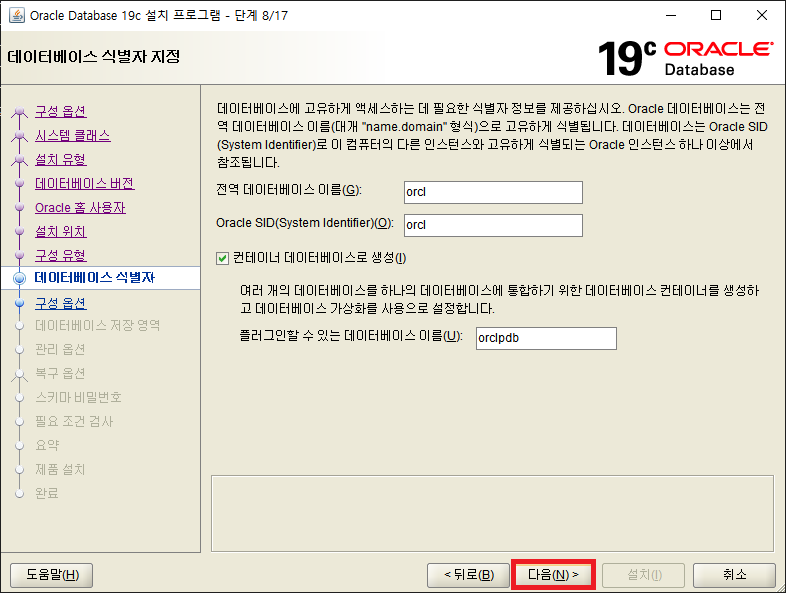 Oracle Database 19c 설치 프로그램 - 단계 8/17
데이터베이스 식별자 지정
19c ORACLE
Database
구성 옵션
시스템 클래스
설치 유형
데이터베이스 버전
Oracle 홈 사용자
설치 위치
구성 유형
데이터베이스 식별자
구성 옵션
데이터베이스 저장 영역
관리 옵션
복구 옵션
스키마 비밀번호
필요 조건 검사
요약
제품 설치
완료
데이터베이스에 고유하게 액세스하는 데 필요한 식별자 정보를 제공하십시오. Oracle 데이터베이스는 전
역 데이터베이스 이름(대개 "name.domain" 형식)으로 고유하게 식별됩니다. 데이터베이스는 Oracle SID
(System Identifier)로 이 컴퓨터의 다른 인스턴스와 고유하게 식별되는 Oracle 인스턴스 하나 이상에서
참조됩니다.
전역 데이터베이스 이름(G): orcl
Oracle SID(System Identifier)(O): orcl
컨테이너 데이터베이스로 생성(I)
여러 개의 데이터베이스를 하나의 데이터베이스에 통합하기 위한 데이터베이스 컨테이너를 생성하
고 데이터베이스 가상화를 사용으로 설정합니다.
플러그인할 수 있는 데이터베이스 이름(U): orclpdb
도움말(H)
< 뒤로(B)
다음(N) >
설치(I)
취소